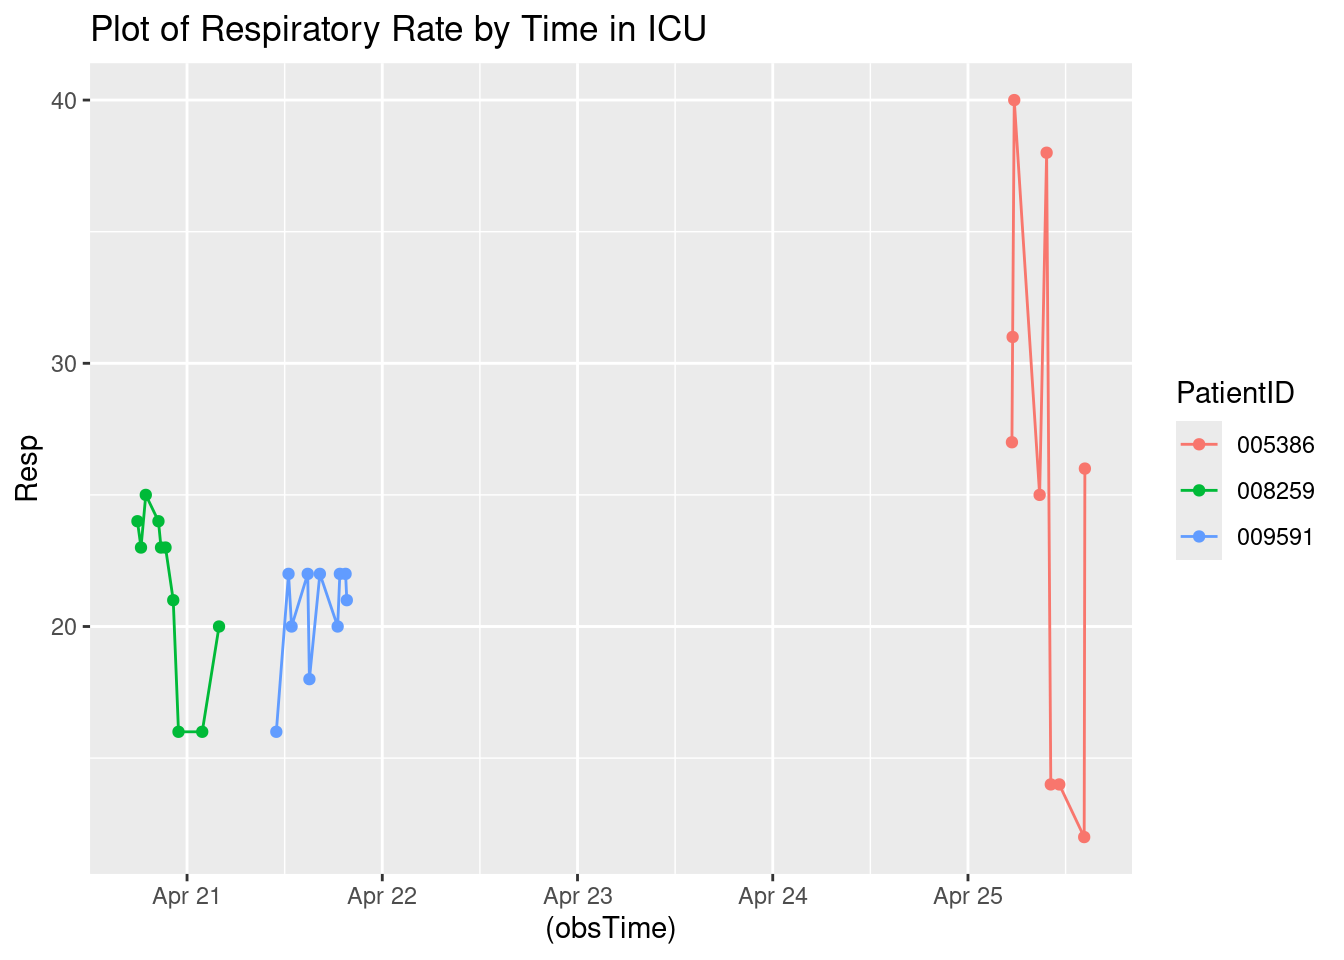 Plot of Respiratory Rate by Time in ICU
40
30
20
Resp
Apr 21 Apr 22 Apr 23 Apr 24 Apr 25
(obsTime)
PatientID
005386
008259
009591